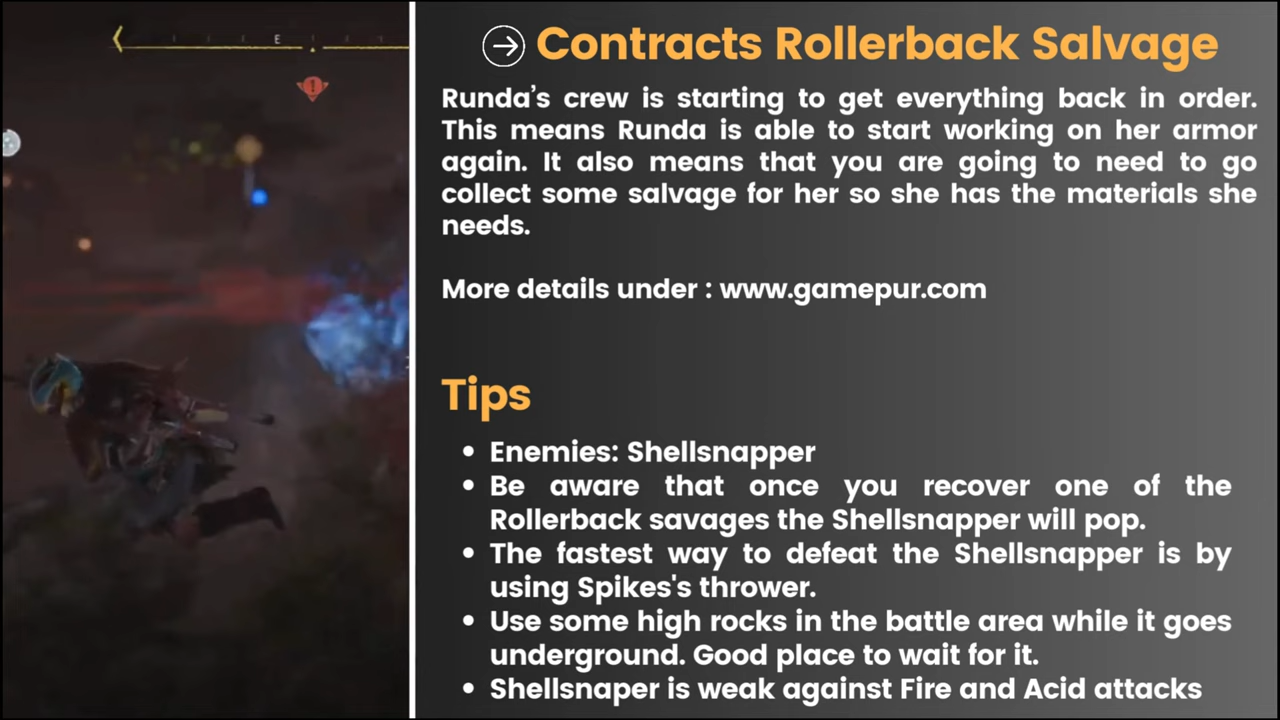 E
Contracts Rollerback Salvage
Runda's crew is starting to get everything back in order.
This means Runda is able to start working on her armor
again. It also means that you are going to need to go
collect some salvage for her so she has the materials she
needs.
More details under : www.gamepur.com
Tips
• Enemies: Shellsnapper
• Be aware that once you recover one of the
Rollerback savages the Shellsnapper will pop.
• The fastest way to defeat the Shellsnapper is by
using Spikes's thrower.
• Use some high rocks in the battle area while it goes
underground. Good place to wait for it.
• Shellsnaper is weak against Fire and Acid attacks